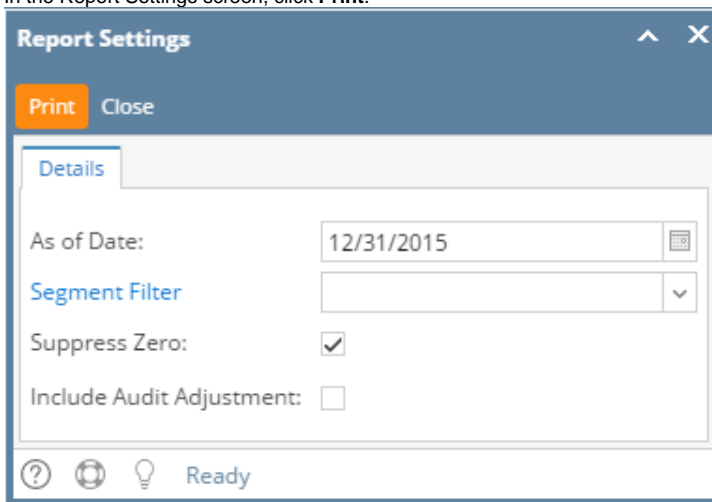 In the Report Settings screen, click Print.
Report Settings
Print Close
Details
As of Date: 12/31/2015
Segment Filter
Suppress Zero:
Include Audit Adjustment:
Ready